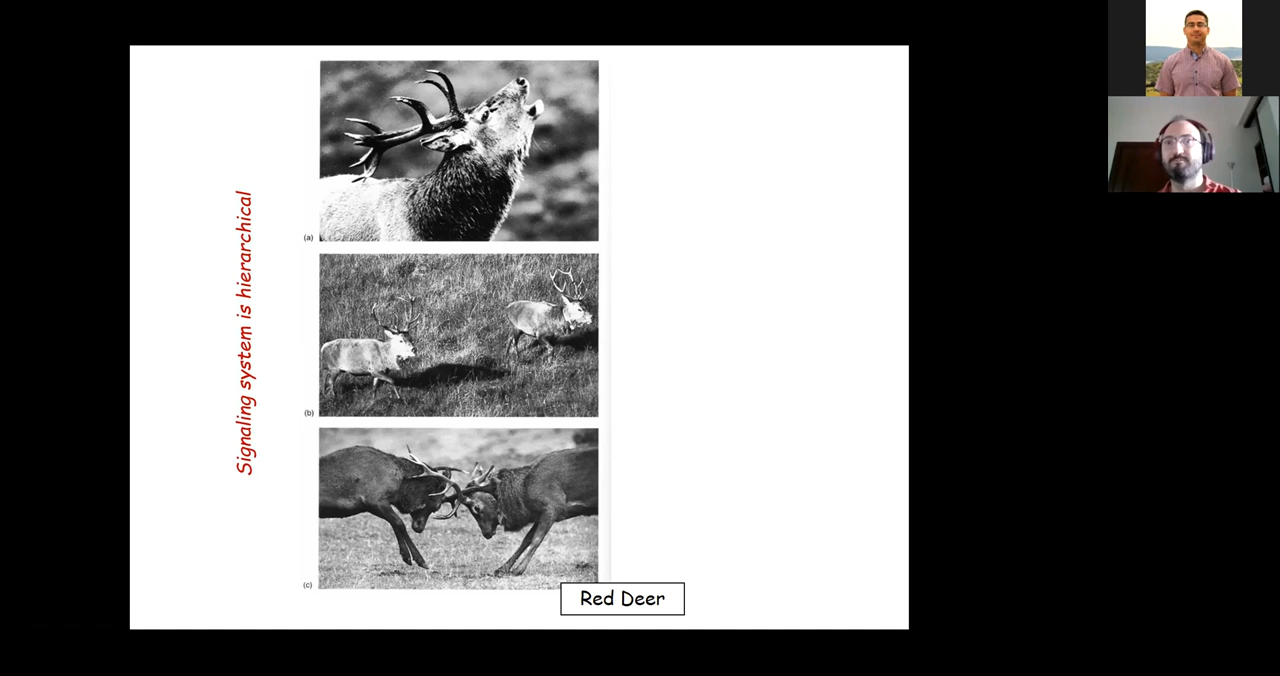 Signaling system is hierarchical
(a)
(b)
(c)
Red Deer